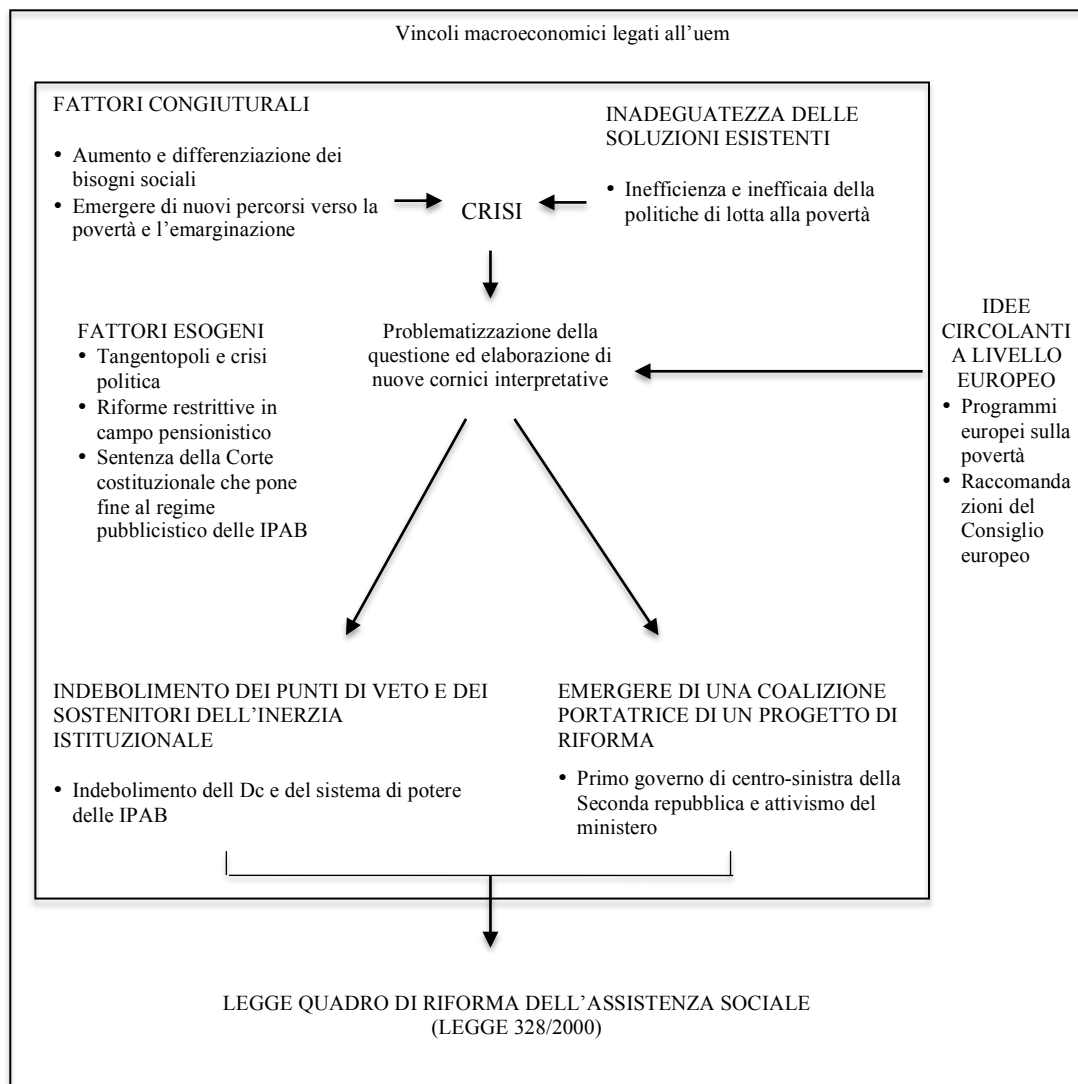 Vincoli macroeconomici legati all’uem
FATTORI CONGIUTURALI
• Aumento e differenziazione dei
bisogni sociali
• Emergere di nuovi percorsi verso la
povertà e l’emarginazione
INADEGUATEZZA DELLE
SOLUZIONI ESISTENTI
• Inefficienza e inefficaia della
politiche di lotta alla povertà
CRISI
FATTORI ESOGENI
• Tangentopoli e crisi
politica
• Riforme restrittive in
campo pensionistico
• Sentenza della Corte
costituzionale che pone
fine al regime
pubblicistico delle IPAB
Problematizzazione della
questione ed elaborazione di
nuove cornici interpretative
IDEE
CIRCOLANTI
A LIVELLO
EUROPEO
• Programmi
europei sulla
povertà
• Raccomanda
zioni del
Consiglio
europeo
INDEBOLIMENTO DEI PUNTI DI VETO E DEI
SOSTENITORI DELL’INERZIA
ISTITUZIONALE
• Indebolimento dell Dc e del sistema di potere
delle IPAB
EMERGERE DI UNA COALIZIONE
PORTATRICE DI UN PROGETTO DI
RIFORMA
• Primo governo di centro-sinistra della
Seconda repubblica e attivismo del
ministero
LEGGE QUADRO DI RIFORMA DELL’ASSISTENZA SOCIALE
(LEGGE 328/2000)